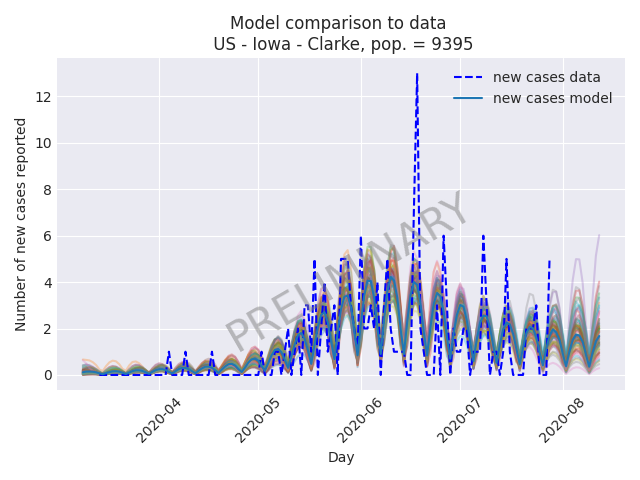 Model comparison to data
US - Iowa - Clarke, pop. = 9395
new cases data
new cases model
PRELIMINARY
Number of new cases reported
12
10
8
6
4
2
0
2020-04
2020-05
2020-06
2020-07
2020-08
Day